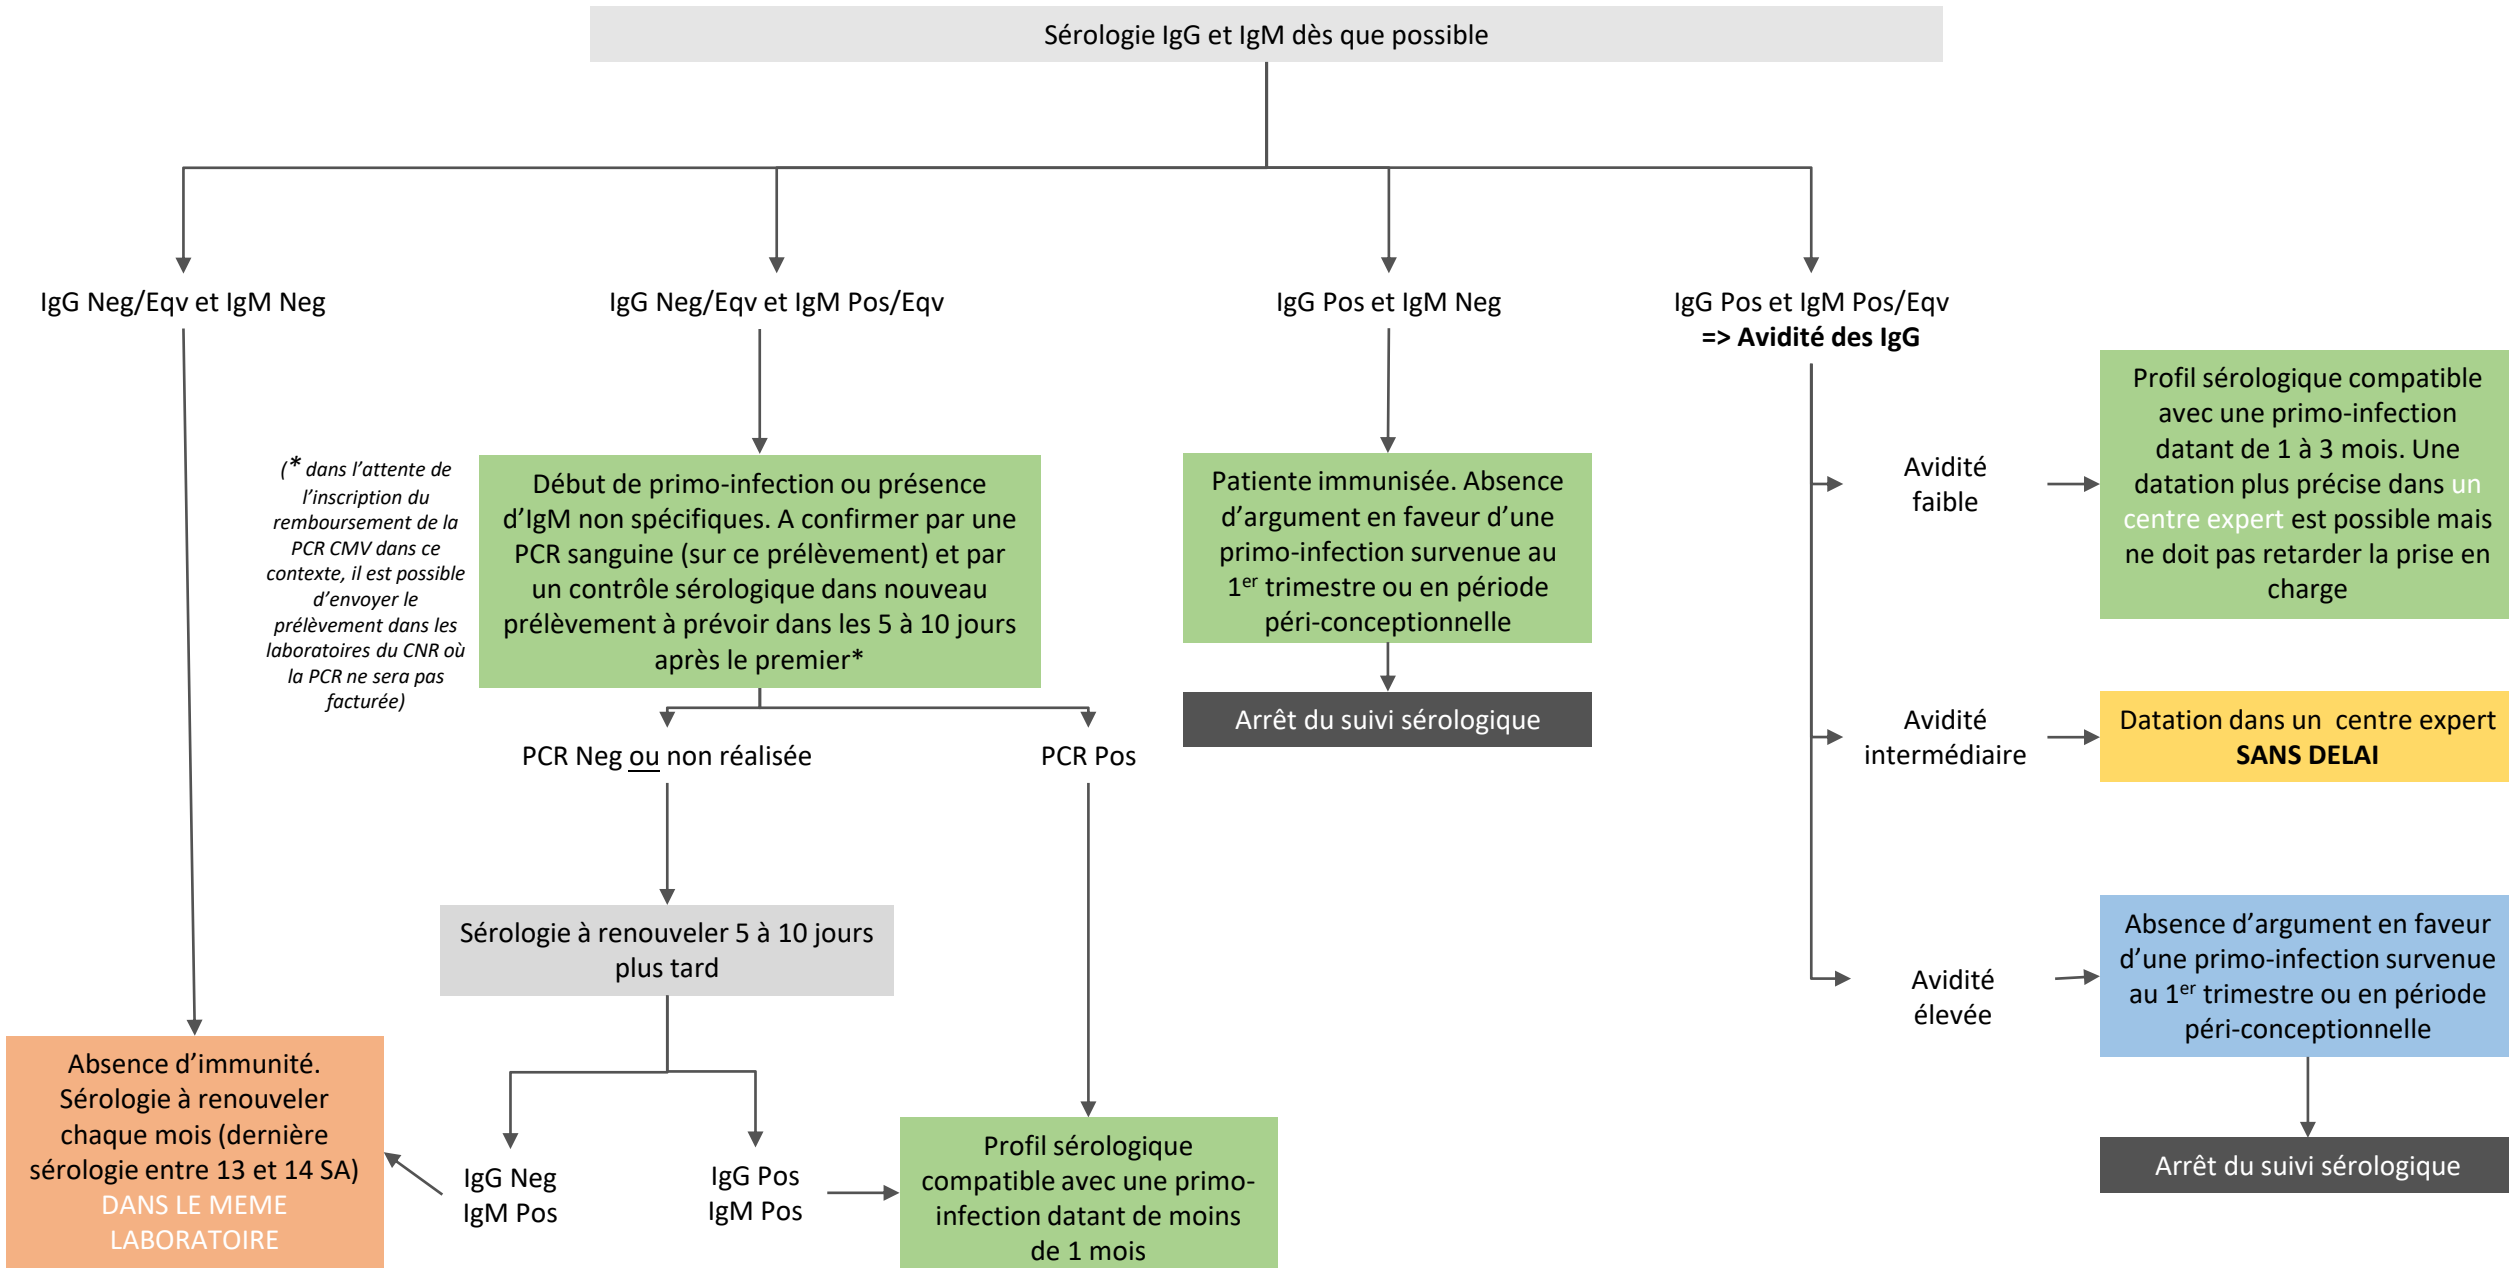 Sérologie IgG et IgM dès que possible
IgG Neg/Eqv et IgM Neg
IgG Neg/Eqv et IgM Pos/Eqv
IgG Pos et IgM Neg
IgG Pos et IgM Pos/Eqv
=> Avidité des IgG
(* dans l’attente de
l’inscription du
remboursement de la
PCR CMV dans ce
contexte, il est possible
d’envoyer le
prélèvement dans les
laboratoires du CNR où
la PCR ne sera pas
facturée)
Début de primo-infection ou présence
d’IgM non spécifiques. A confirmer par une
PCR sanguine (sur ce prélèvement) et par
un contrôle sérologique dans nouveau
prélèvement à prévoir dans les 5 à 10 jours
après le premier*
Patiente immunisée. Absence
d’argument en faveur d’une
primo-infection survenue au
1er trimestre ou en période
péri-conceptionnelle
Arrêt du suivi sérologique
Avidité
faible
Profil sérologique compatible
avec une primo-infection
datant de 1 à 3 mois. Une
datation plus précise dans un
centre expert est possible mais
ne doit pas retarder la prise en
charge
Avidité
intermédiaire
Datation dans un centre expert
SANS DELAI
PCR Neg ou non réalisée
PCR Pos
Sérologie à renouveler 5 à 10 jours
plus tard
Avidité
élevée
Absence d’argument en faveur
d’une primo-infection survenue
au 1er trimestre ou en période
péri-conceptionnelle
Arrêt du suivi sérologique
Absence d’immunité.
Sérologie à renouveler
chaque mois (dernière
sérologie entre 13 et 14 SA)
DANS LE MEME
LABORATOIRE
IgG Neg
IgM Pos
IgG Pos
IgM Pos
Profil sérologique
compatible avec une primo-
infection datant de moins
de 1 mois